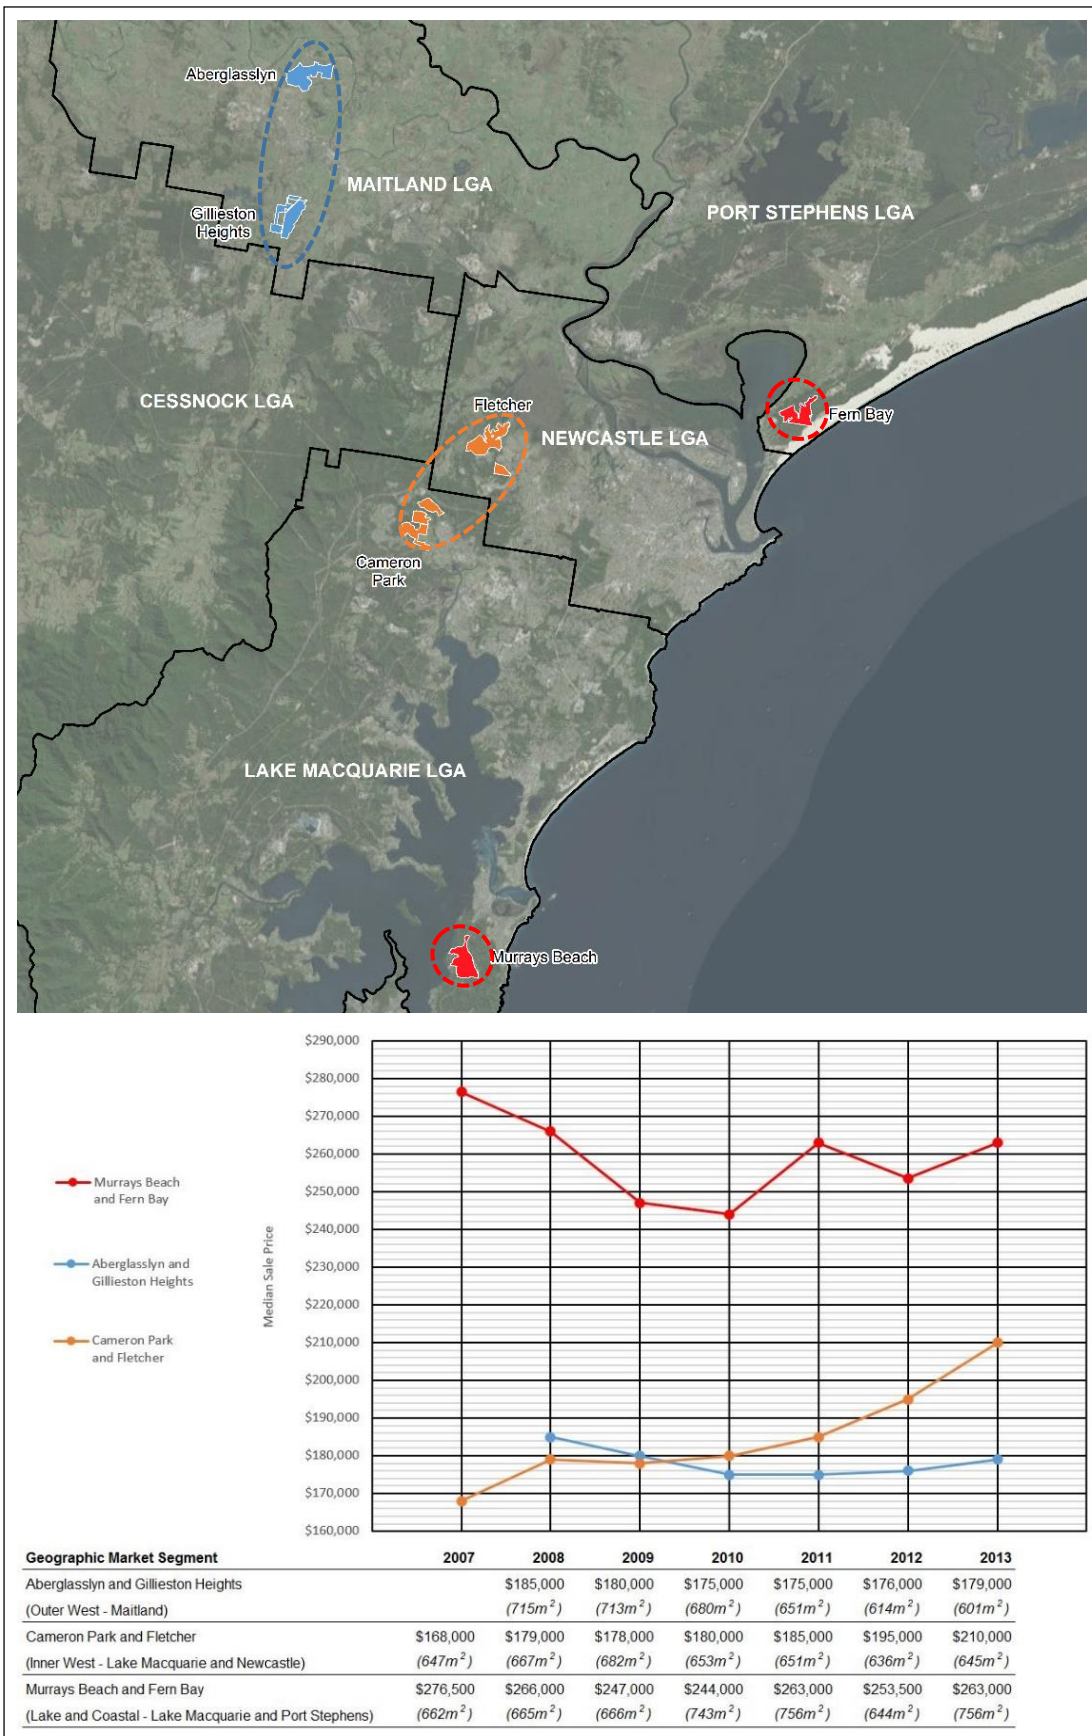 Aberglasslyn
MAITLAND LGA
Gillieston
Heights
PORT STEPHENS LGA
CESSNOCK LGA
Fletcher
NEWCASTLE LGA
Fern Bay
Cameron
Park
LAKE MACQUARIE LGA
Murrays Beach
$290,000
$280,000
$270,000
$260,000
$250,000
$240,000
$230,000
$220,000
$210,000
$200,000
$190,000
$180,000
$170,000
$160,000
Median Sale Price
Murrays Beach
and Fern Bay
Aberglasslyn and
Gillieston Heights
Cameron Park
and Fletcher
Geographic Market Segment 2007 2008 2009 2010 2011 2012 2013
Aberglasslyn and Gillieston Heights $185,000 $180,000 $175,000 $175,000 $176,000 $179,000
(Outer West - Maitland) (715m²) (713m²) (680m²) (651m²) (614m²) (601m²)
Cameron Park and Fletcher $168,000 $179,000 $178,000 $180,000 $185,000 $195,000 $210,000
(Inner West - Lake Macquarie and Newcastle) (647m²) (667m²) (682m²) (653m²) (651m²) (636m²) (645m²)
Murrays Beach and Fern Bay $276,500 $266,000 $247,000 $244,000 $263,000 $253,500 $263,000
(Lake and Coastal - Lake Macquarie and Port Stephens) (662m²) (665m²) (666m²) (743m²) (756m²) (644m²) (756m²)